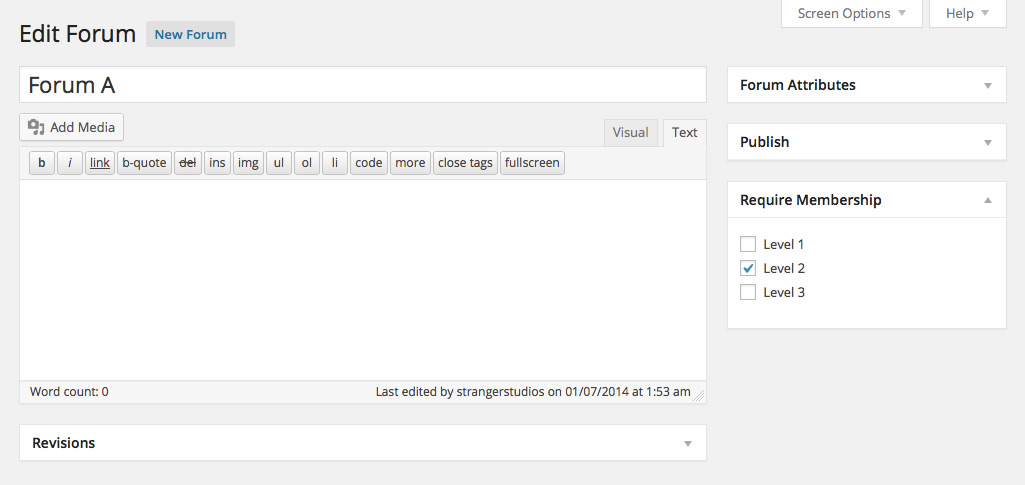 Screen Options
Help
Edit Forum
New Forum
Forum A
Add Media
Visual
Text
b
i
link
b-quote
del
ins
img
ul
ol
li
code
more
close tags
fullscreen
Word count: 0
Last edited by strangerstudios on 01/07/2014 at 1:53 am
Revisions
Forum Attributes
Publish
Require Membership
Level 1
Level 2
Level 3